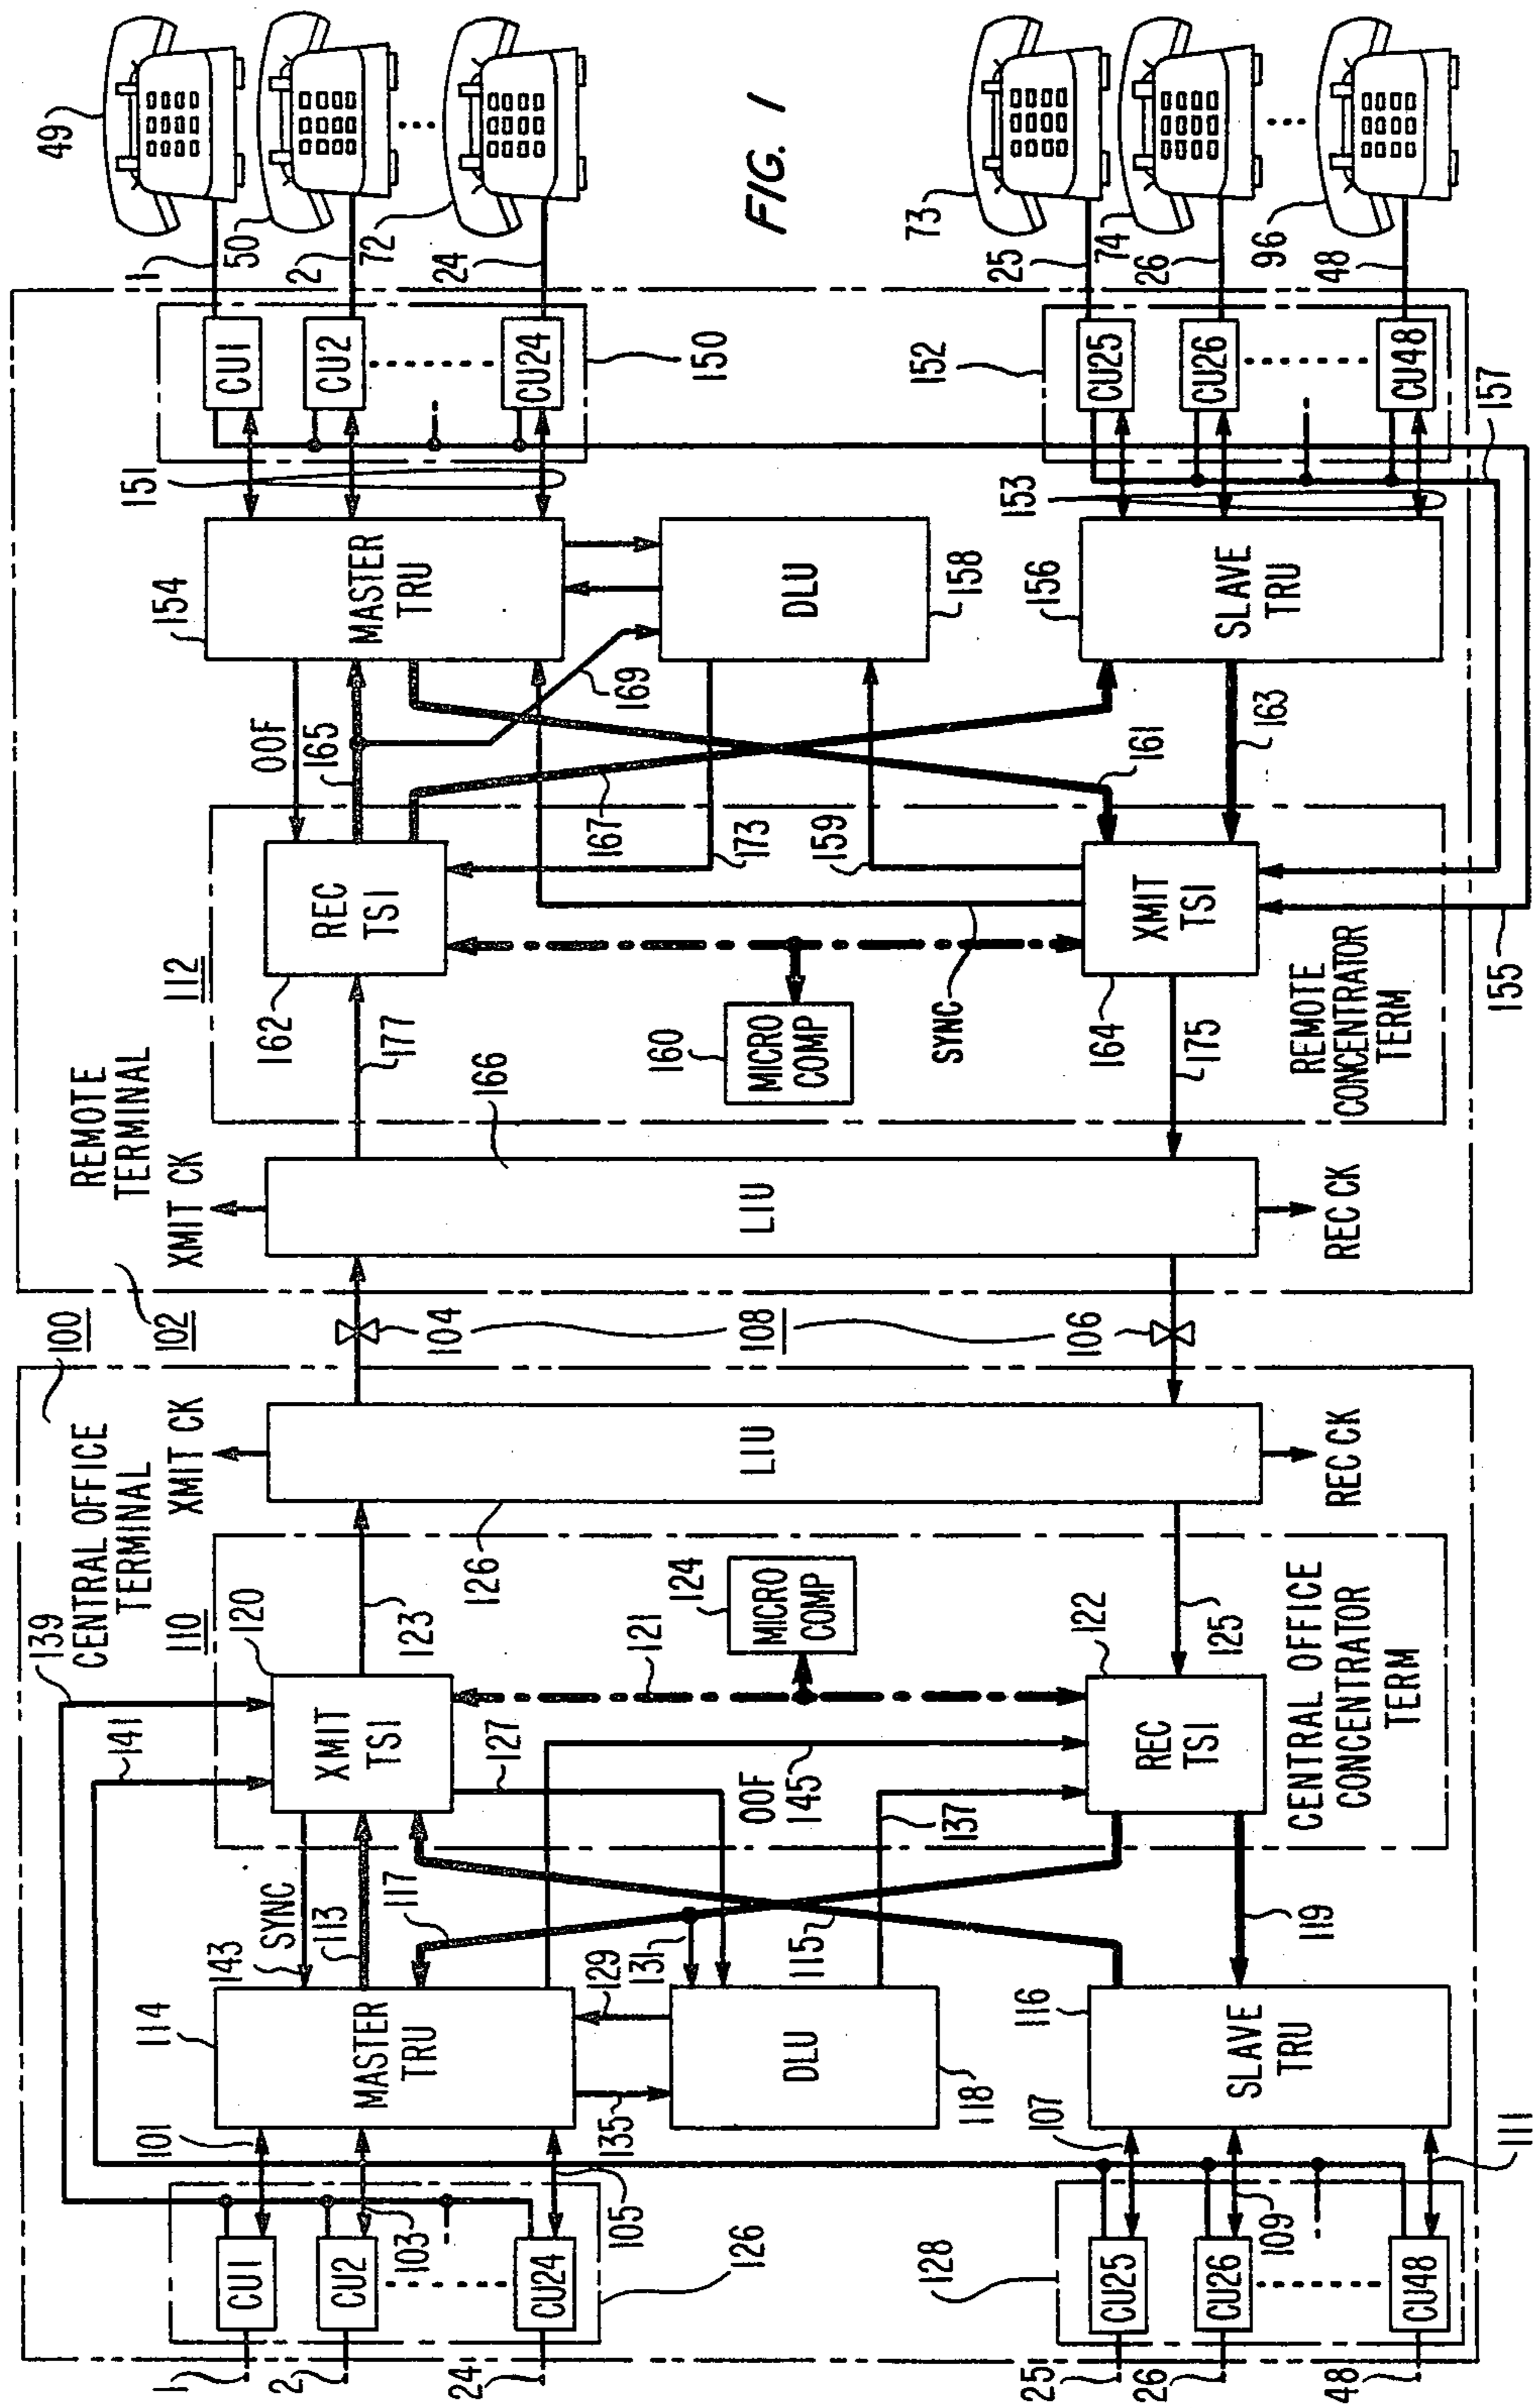 FIG. 1
100
CENTRAL OFFICE
TERMINAL
139
141
110
120
XMIT
TSI
123
127
121
124
MICRO
COMP
122
REC
TSI
125
CENTRAL OFFICE
CONCENTRATOR
TERM
XMIT CK
126
LIU
REC CK
143
SYNC
113
117
131
129
115
OOF
145
137
119
114
MASTER
TRU
135
DLU
118
116
SLAVE
TRU
101
103
105
107
109
111
1
CU1
2
CU2
24
CU24
126
128
25
CU25
26
CU26
48
CU48
104
108
106
102
REMOTE
TERMINAL
XMIT CK
166
LIU
REC CK
112
177
162
REC
TSI
160
MICRO
COMP
SYNC
164
XMIT
TSI
175
REMOTE
CONCENTRATOR
TERM
155
OOF
165
167
169
173
159
161
163
157
154
MASTER
TRU
DLU
158
156
SLAVE
TRU
151
153
CU1
CU2
CU24
150
152
CU25
CU26
CU48
1
2
24
25
26
48
49
50
72
73
74
96